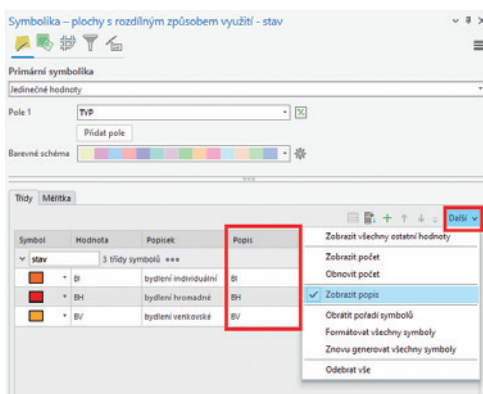 Symbolika – plochy s rozdílným způsobem využití - stav
Primární symbolika
Jedinečné hodnoty
Pole 1 TYP
Přidat pole
Barevné schéma
Třídy Měřítka
Další
Symbol Hodnota Popisek Popis
stav 3 třídy symbolů
BI bydlení individuální BI
BH bydlení hromadné BH
BV bydlení venkovské BV
Zobrazit všechny ostatní hodnoty
Zobrazit počet
Obnovit počet
Zobrazit popis
Obrátit pořadí symbolů
Formátovat všechny symboly
Znovu generovat všechny symboly
Odebrat vše